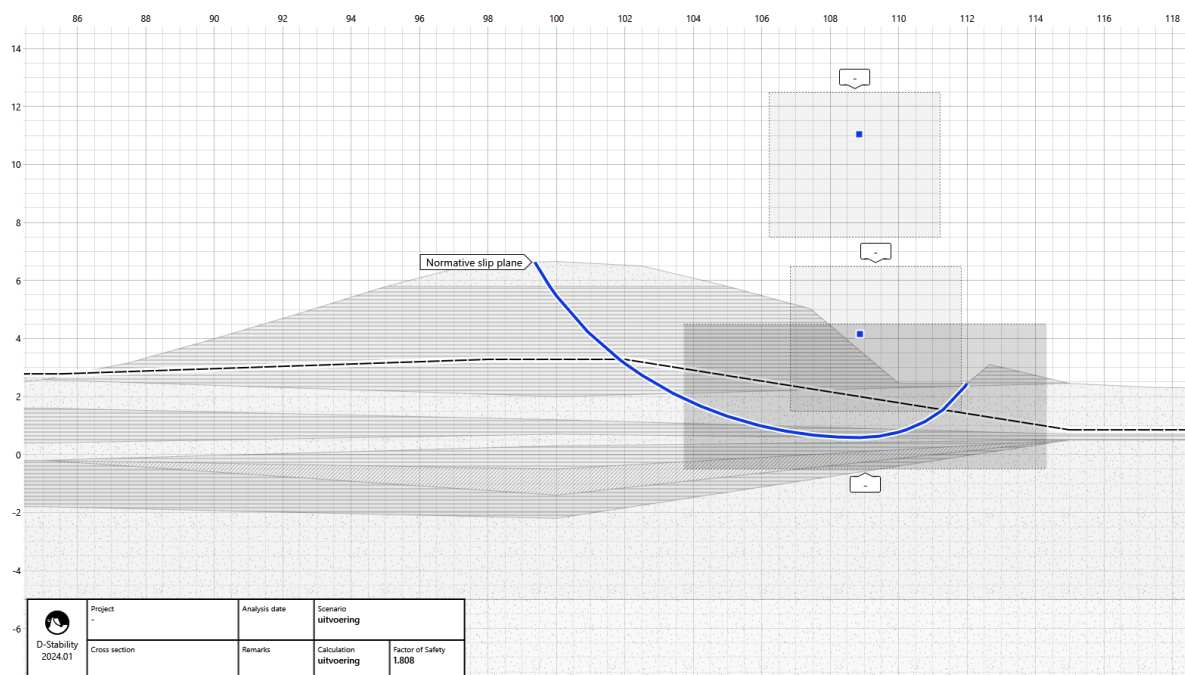 86 88 90 92 94 96 98 100 102 104 106 108 110 112 114 116 118
14
-
12
10
8
-
Normative slip plane
6
4
2
0
-
-2
-4
-6
D-Stability
2024.01
Project
-
Analysis date
Scenario
uitvoering
Cross section
Remarks
Calculation
uitvoering
Factor of Safety
1.808